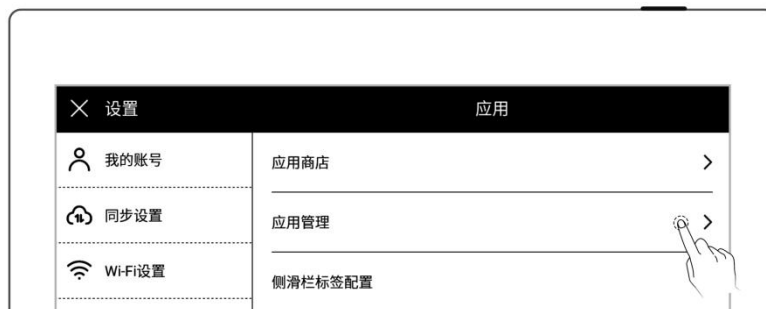 设置
应用
我的账号
应用商店
同步设置
应用管理
Wi-Fi设置
侧滑栏标签配置